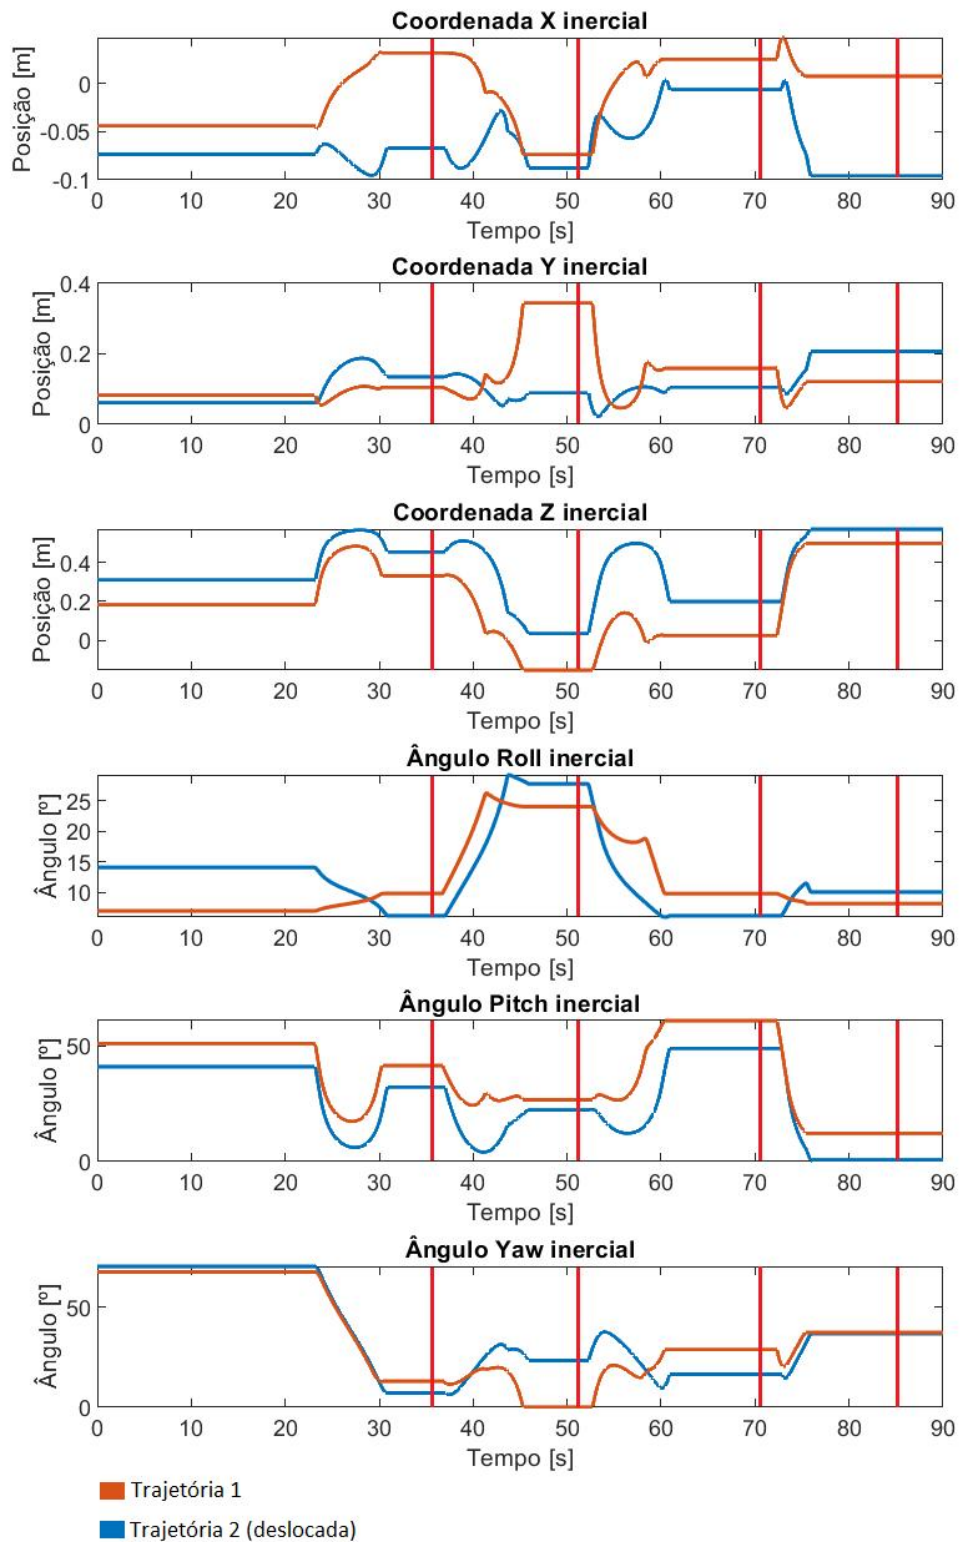 Coordenada X inercial
Posição [m]
0
-0.05
-0.1
0 10 20 30 40 50 60 70 80 90
Tempo [s]
Coordenada Y inercial
Posição [m]
0.4
0.2
0
0 10 20 30 40 50 60 70 80 90
Tempo [s]
Coordenada Z inercial
Posição [m]
0.4
0.2
0
0 10 20 30 40 50 60 70 80 90
Tempo [s]
Ângulo Roll inercial
Ângulo [º]
25
20
15
10
0 10 20 30 40 50 60 70 80 90
Tempo [s]
Ângulo Pitch inercial
Ângulo [º]
50
0
0 10 20 30 40 50 60 70 80 90
Tempo [s]
Ângulo Yaw inercial
Ângulo [º]
50
0
0 10 20 30 40 50 60 70 80 90
Tempo [s]
Trajetória 1
Trajetória 2 (deslocada)